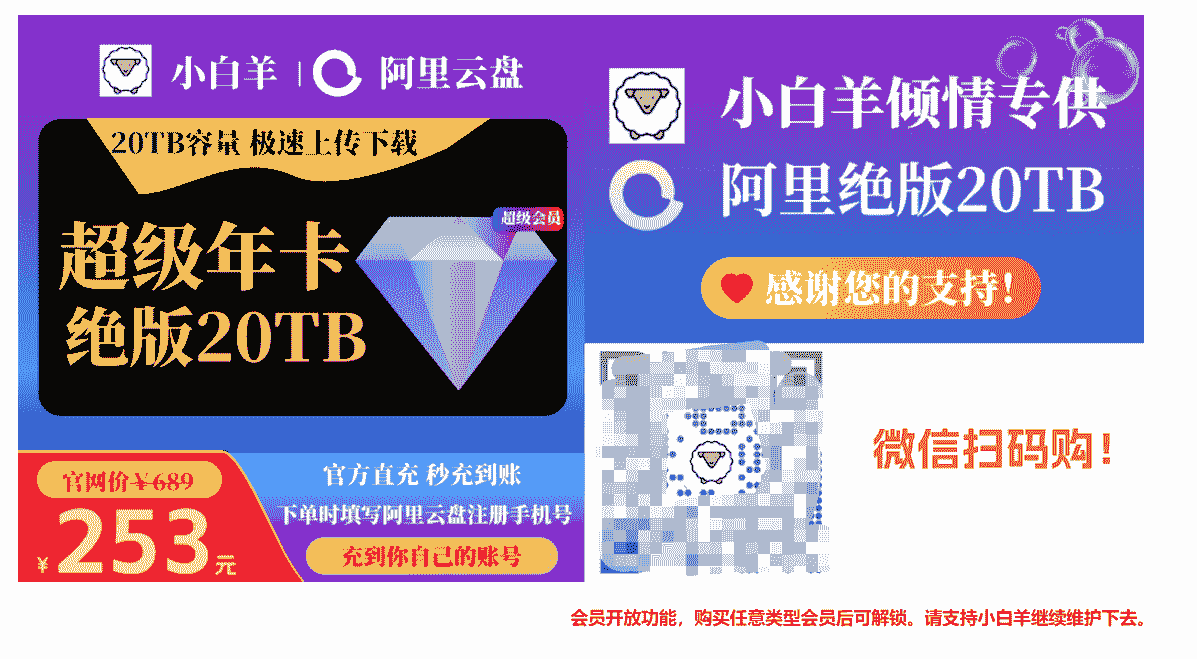 小白羊 | 阿里云盘
20TB容量 极速上传下载
超级会员
超级年卡
绝版20TB
官网价￥689
￥253元
官方直充 秒充到账
下单时填写阿里云盘注册手机号
充到你自己的账号
小白羊倾情专供
阿里绝版20TB
感谢您的支持!
微信扫码购!
会员开放功能，购买任意类型会员后可解锁。请支持小白羊继续维护下去。